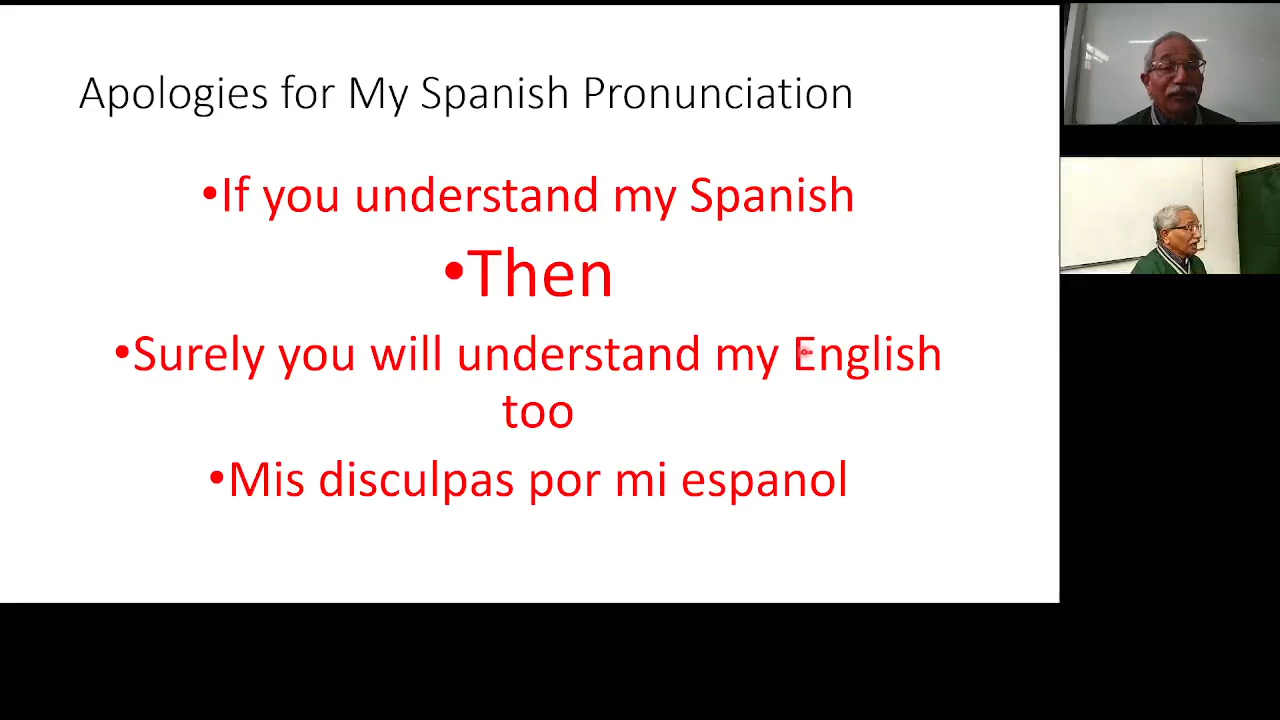 Apologies for My Spanish Pronunciation
•If you understand my Spanish
•Then
•Surely you will understand my English
too
•Mis disculpas por mi espanol